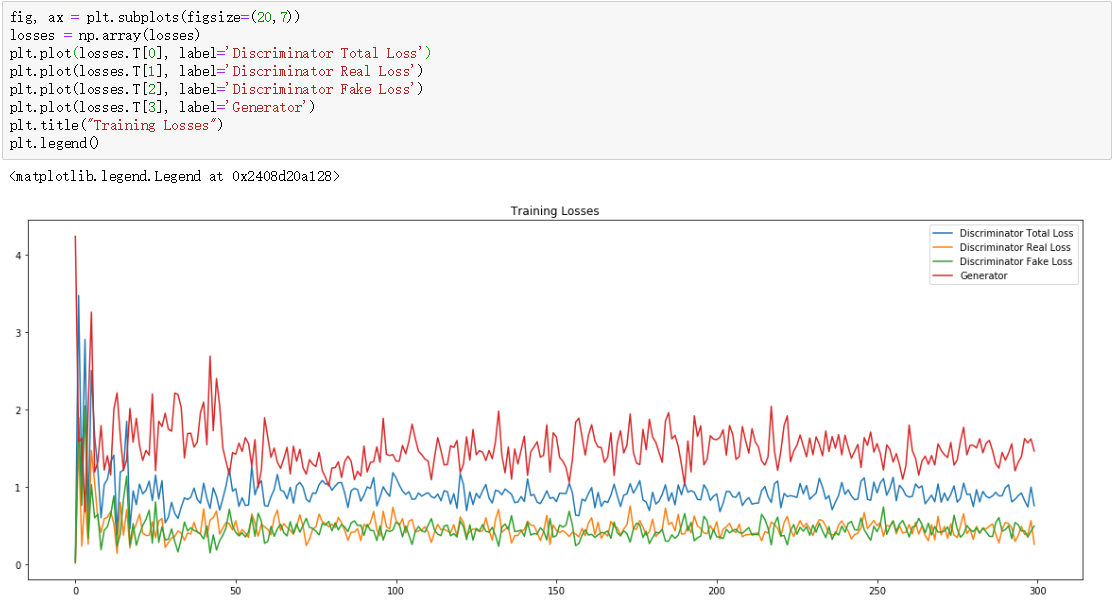 fig, ax = plt.subplots(figsize=(20,7))
losses = np.array(losses)
plt.plot(losses.T[0], label='Discriminator Total Loss')
plt.plot(losses.T[1], label='Discriminator Real Loss')
plt.plot(losses.T[2], label='Discriminator Fake Loss')
plt.plot(losses.T[3], label='Generator')
plt.title("Training Losses")
plt.legend()
<matplotlib.legend.Legend at 0x2408d20a128>
Training Losses
Discriminator Total Loss
Discriminator Real Loss
Discriminator Fake Loss
Generator
4
3
2
1
0
0 50 100 150 200 250 300